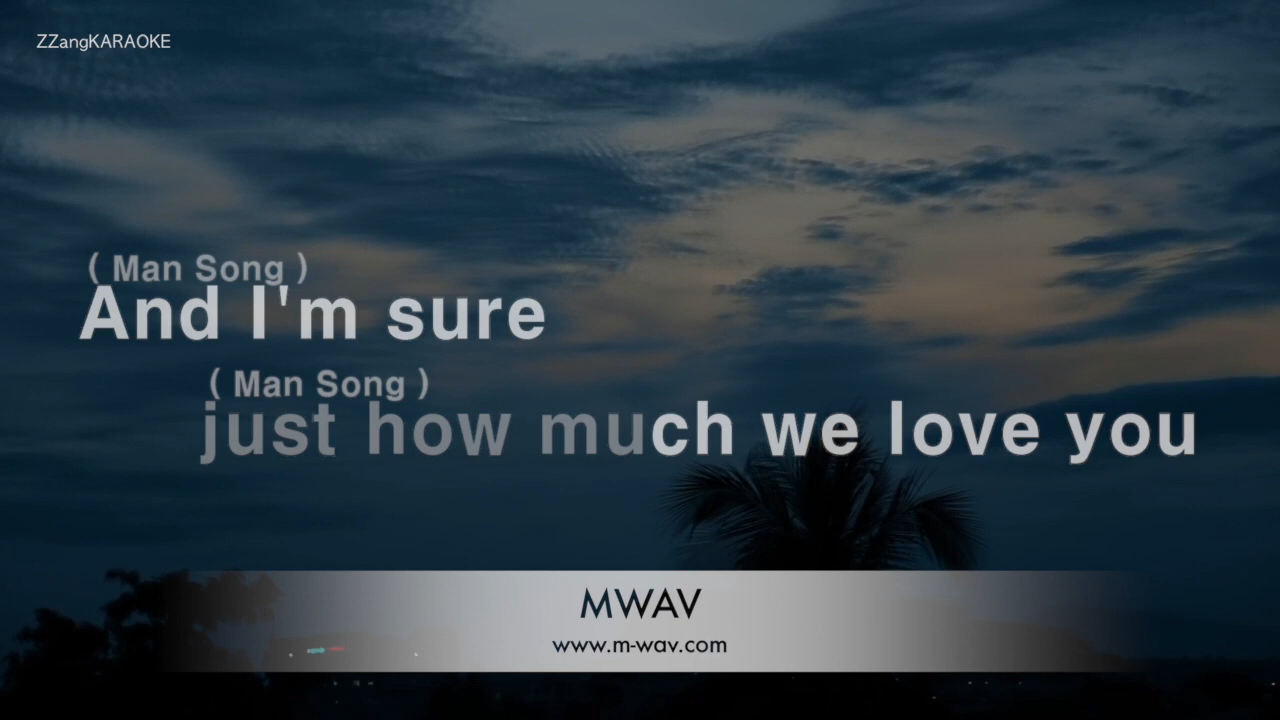 ZZangKARAOKE
( Man Song )
And I'm sure
( Man Song )
just how much we love you
MWAV
www.m-wav.com